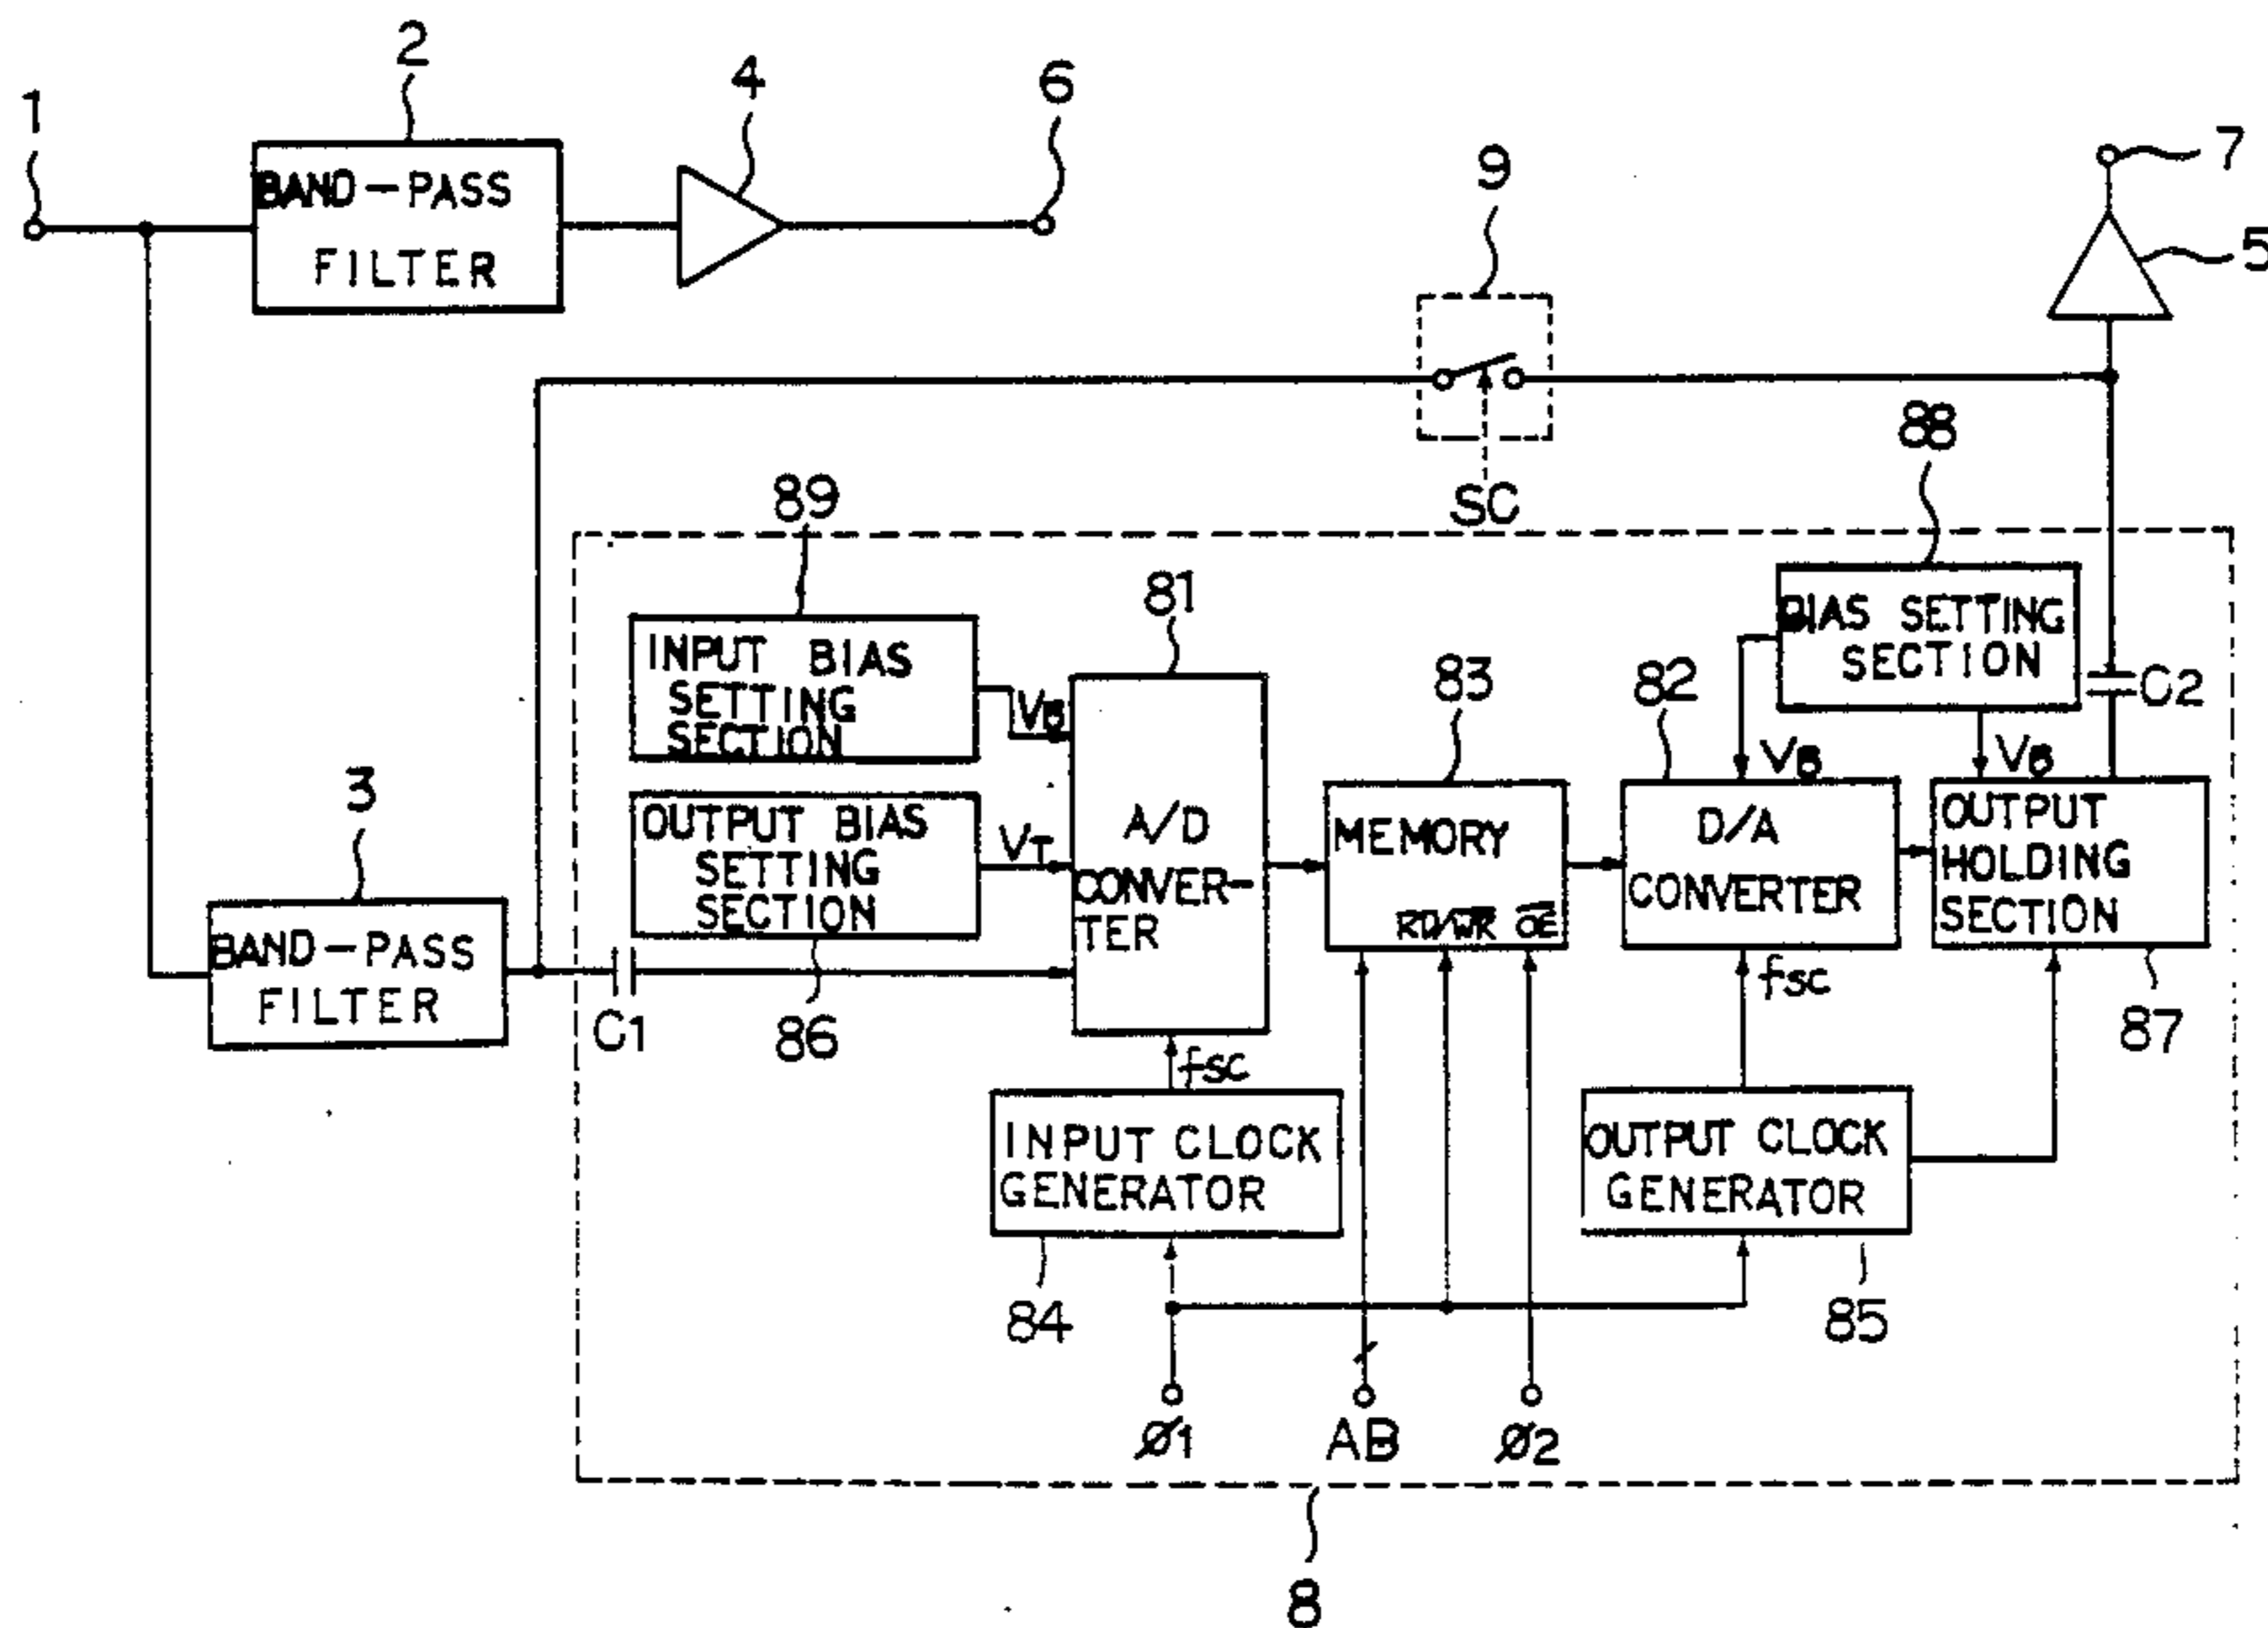 1
2
4
6
9
7
5
BAND-PASS
FILTER
SC
88
89
81
83
82
BIAS SETTING
SECTION
C2
INPUT BIAS
SETTING
SECTION
VB
VB
VB
3
OUTPUT BIAS
SETTING
SECTION
VT
A/D
CONVER-
TER
MEMORY
RD/W̅R̅ O̅E̅
D/A
CONVERTER
OUTPUT
HOLDING
SECTION
BAND-PASS
FILTER
C1
86
fsc
fsc
87
INPUT CLOCK
GENERATOR
OUTPUT CLOCK
GENERATOR
84
85
ø1
AB
ø2
8